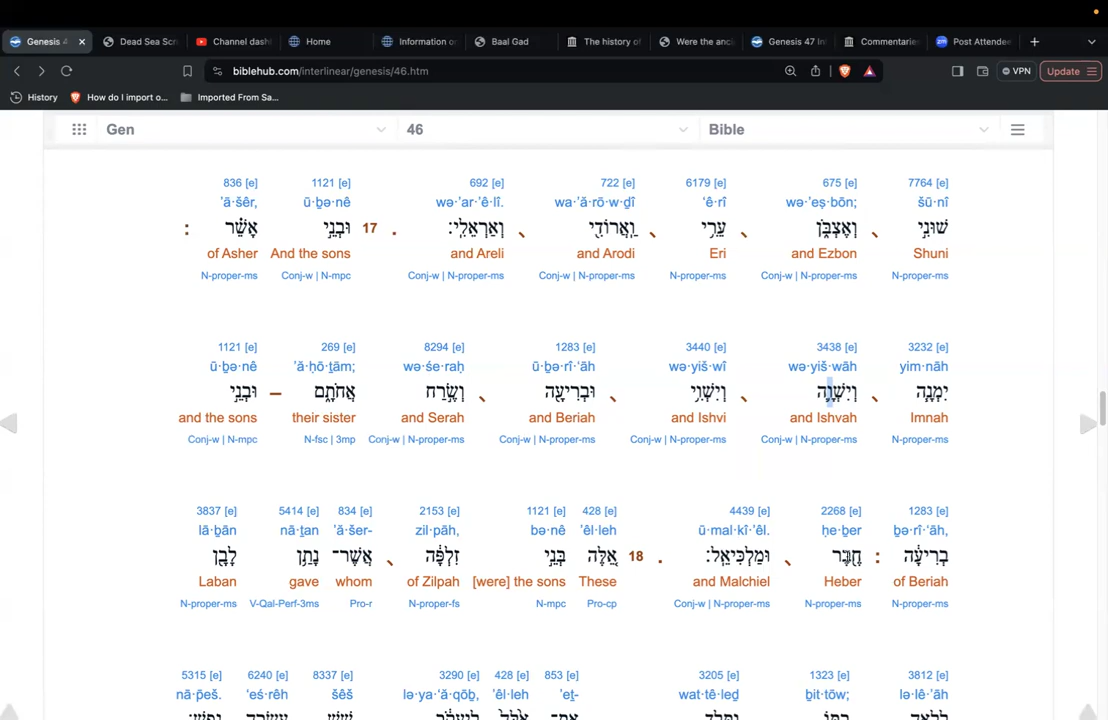 Genesis 4
Dead Sea Scr
Channel dash
Home
Information o
Baal Gad
The history of
Were the anci
Genesis 47 In
Commentarie
Post Attendee
biblehub.com/interlinear/genesis/46.htm
VPN
Update
History
How do I import o...
Imported From Sa...
Gen
46
Bible
7764 [e] 675 [e] 6179 [e] 722 [e] 692 [e] 1121 [e] 836 [e]
šū·nî wə·’eṣ·bōn; ‘ê·rî wa·’ă·rō·w·ḏî wə·’ar·’ê·lî. ū·ḇə·nê ’ā·šêr,
שׁוּנִ֣י 、 וְאֶצְבֹּ֔ן 、 עֵרִ֥י 、 וַֽאֲרוֹדִ֖י 、 וְאַרְאֵלִֽי׃ . 17 וּבְנֵ֣י אָשֵׁ֗ר :
Shuni and Ezbon Eri and Arodi and Areli And the sons of Asher
N-proper-ms Conj-w | N-proper-ms N-proper-ms Conj-w | N-proper-ms Conj-w | N-proper-ms Conj-w | N-mpc N-proper-ms
3232 [e] 3438 [e] 3440 [e] 1283 [e] 8294 [e] 269 [e] 1121 [e]
yim·nāh wə·yiš·wāh wə·yiš·wî ū·ḇə·rî·‘āh wə·śe·raḥ ’ă·ḥō·ṯām; ū·ḇə·nê
יִמְנָ֧ה 、 וְיִשְׁוָ֛ה 、 וְיִשְׁוִ֥י 、 וּבְרִיעָ֖ה 、 וְשֶׂ֣רַח אֲחֹתָ֑ם – וּבְנֵ֣י
Imnah and Ishvah and Ishvi and Beriah and Serah their sister and the sons
N-proper-ms Conj-w | N-proper-ms Conj-w | N-proper-ms Conj-w | N-proper-ms Conj-w | N-proper-ms N-fsc | 3mp Conj-w | N-mpc
1283 [e] 2268 [e] 4439 [e] 428 [e] 1121 [e] 2153 [e] 834 [e] 5414 [e] 3837 [e]
ḇə·rî·‘āh, ḥe·ḇer ū·mal·kî·’êl. ’êl·leh bə·nê zil·pāh, ’ă·šer- nā·ṯan lā·ḇān
בְרִיעָ֔ה : חֶ֖בֶר 、 וּמַלְכִּיאֵֽל׃ . 18 אֵ֚לֶּה בְּנֵ֣י זִלְפָּ֔ה 、 אֲשֶׁר־ נָתַ֥ן לָבָ֖ן
of Beriah Heber and Malchiel These [were] the sons of Zilpah whom gave Laban
N-proper-ms N-proper-ms Conj-w | N-proper-ms Pro-cp N-mpc N-proper-fs Pro-r V-Qal-Perf-3ms N-proper-ms
3812 [e] 1323 [e] 3205 [e] 853 [e] 428 [e] 3290 [e] 8337 [e] 6240 [e] 5315 [e]
lə·lê·’āh ḇit·tōw; wat·tê·leḏ ’eṯ- ’êl·leh lə·ya·‘ă·qōḇ, šêš ‘eś·rêh nā·p̄eš.